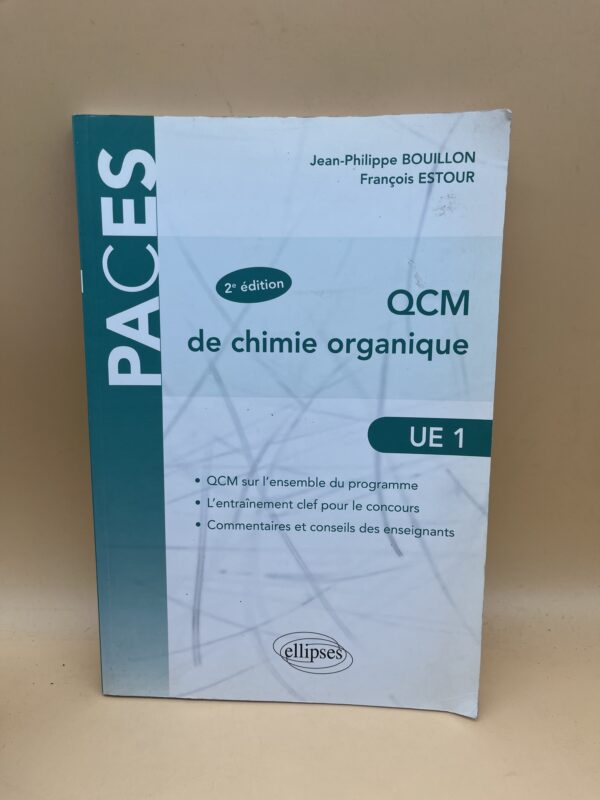 PACES
Jean-Philippe BOUILLON
François ESTOUR
2e édition
QCM
de chimie organique
UE 1
• QCM sur l'ensemble du programme
• L'entraînement clef pour le concours
• Commentaires et conseils des enseignants
ellipses